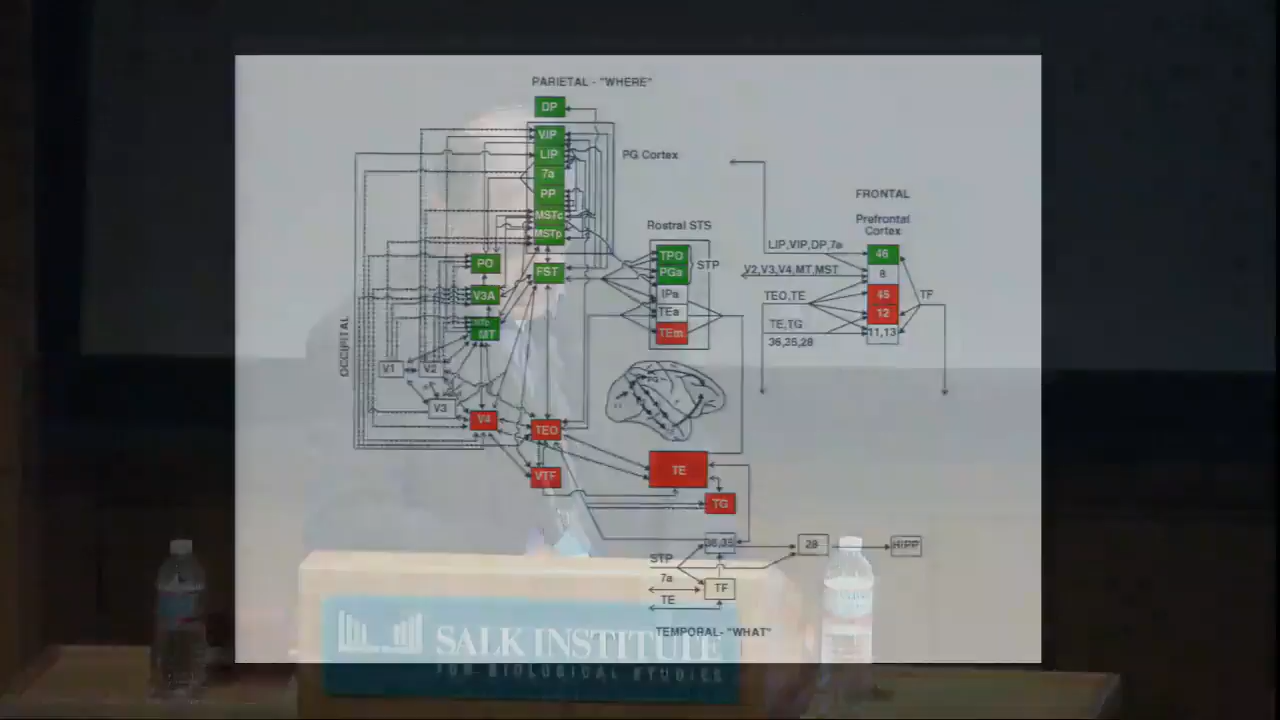 PARIETAL - "WHERE"
DP
VIP
LIP
PG Cortex
7a
PP
FRONTAL
MSTc
Rostral STS
Prefrontal
Cortex
MSTp
LIP,VIP,DP,7a
TPO
46
PO
STP
FST
PGa
V2,V3,V4,MT,MST
8
V3A
IPa
TEO,TE
45
TF
TEa
12
MT
TE,TG
TEm
11,13
36,35,28
OCCIPITAL
V1
V2
PG
V3
V4
TEO
TE
VTF
TG
36,35
28
HIPP
STP
7a
TF
TE
TEMPORAL- "WHAT"
SALK INSTITUTE
FOR BIOLOGICAL STUDIES